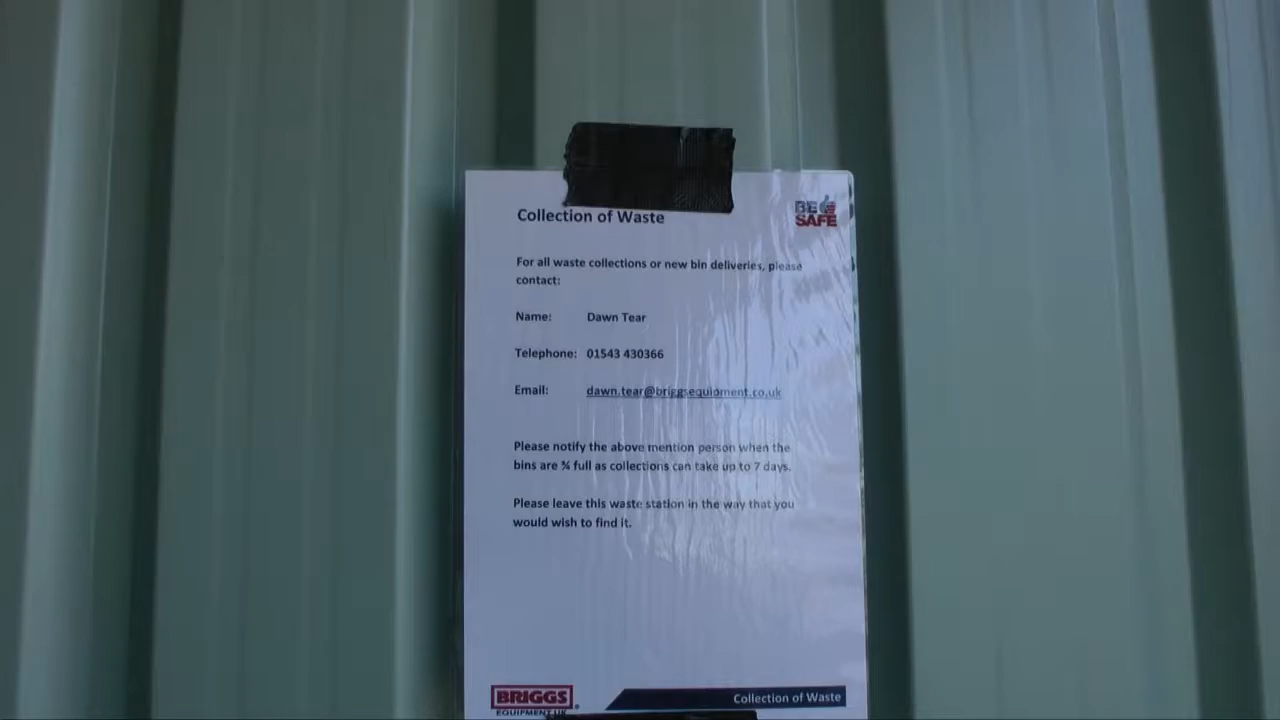 Collection of Waste
BE
SAFE
For all waste collections or new bin deliveries, please
contact:
Name: Dawn Tear
Telephone: 01543 430366
Email: dawn.tear@briggsequipment.co.uk
Please notify the above mention person when the
bins are ¾ full as collections can take up to 7 days.
Please leave this waste station in the way that you
would wish to find it.
BRIGGS®
EQUIPMENT UK
Collection of Waste